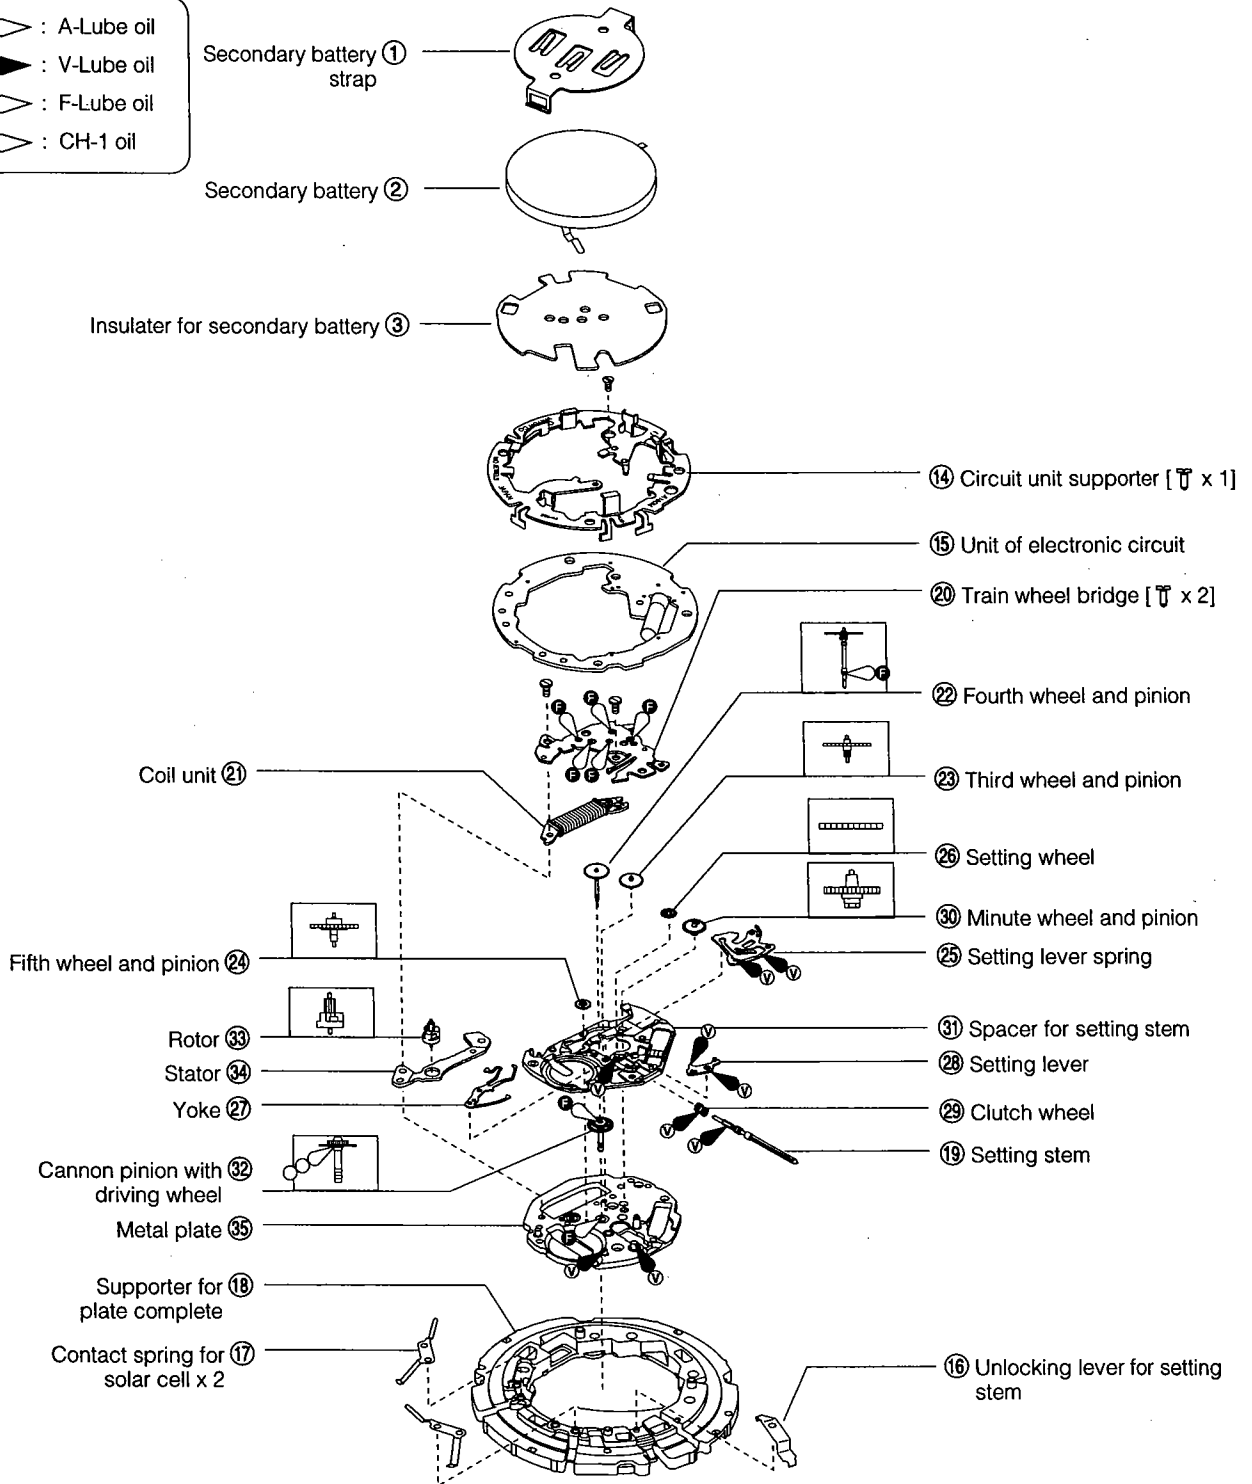 : A-Lube oil
: V-Lube oil
: F-Lube oil
: CH-1 oil
Secondary battery ①
strap
Secondary battery ②
Insulater for secondary battery ③
⑭ Circuit unit supporter [ x 1]
⑮ Unit of electronic circuit
⑳ Train wheel bridge [ x 2]
F
㉒ Fourth wheel and pinion
F F F
F F
Coil unit ㉑
㉓ Third wheel and pinion
㉖ Setting wheel
㉚ Minute wheel and pinion
Fifth wheel and pinion ㉔
㉕ Setting lever spring
V V
Rotor ㉝
㉛ Spacer for setting stem
V
Stator ㉞
㉘ Setting lever
V V
Yoke ㉗
F
㉙ Clutch wheel
V
V
⑲ Setting stem
Cannon pinion with ㉜
driving wheel
Metal plate ㉟
F
V V
Supporter for ⑱
plate complete
Contact spring for ⑰
solar cell x 2
⑯ Unlocking lever for setting
stem